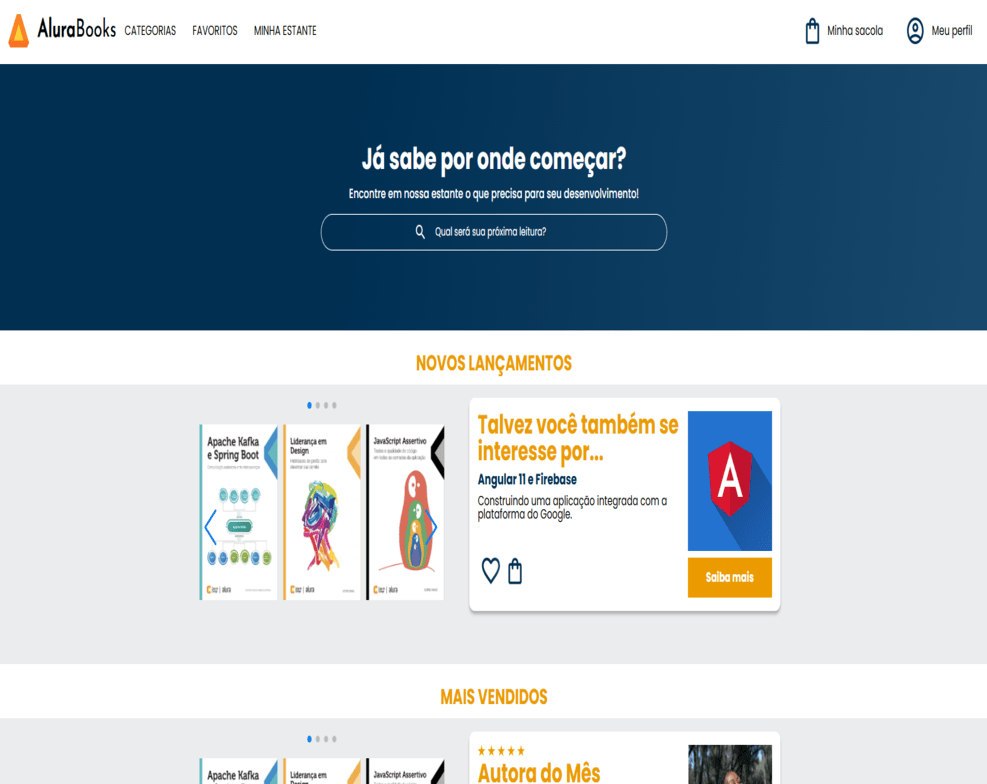 AluraBooks CATEGORIAS FAVORITOS MINHA ESTANTE Minha sacola Meu perfil
Já sabe por onde começar?
Encontre em nossa estante o que precisa para seu desenvolvimento!
Qual será sua próxima leitura?
NOVOS LANÇAMENTOS
Apache Kafka
e Spring Boot
Liderança em
Design
JavaScript Assertivo
alura
alura
alura
Talvez você também se
interesse por...
Angular 11 e Firebase
Construindo uma aplicação integrada com a
plataforma do Google.
A
Saiba mais
MAIS VENDIDOS
Apache Kafka
Liderança em
JavaScript Assertivo
Autora do Mês